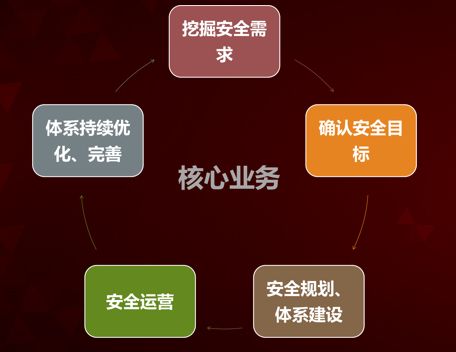 挖掘安全需
求
确认安全目
标
安全规划、
体系建设
安全运营
体系持续优
化、完善
核心业务